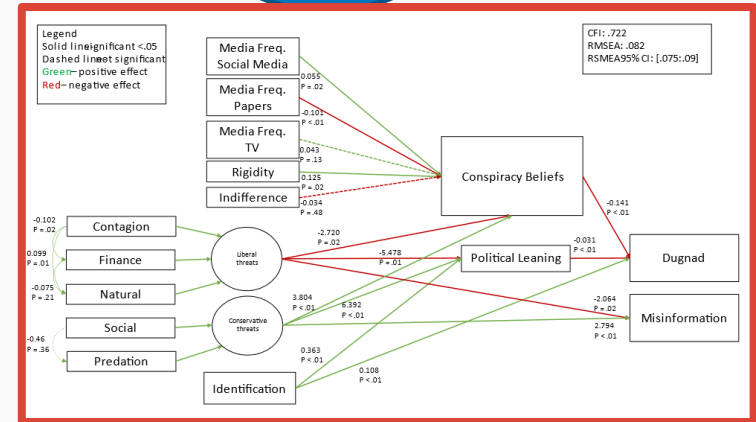 Legend
Solid line significant <.05
Dashed line not significant
Green– positive effect
Red– negative effect
CFI: .722
RMSEA: .082
RSMEA95% CI: [.075:.09]
Media Freq.
Social Media
0.055
P = .02
Media Freq.
Papers
-0.101
P < .01
Media Freq.
TV
0.043
P = .13
Rigidity
0.125
P = .02
Indifference
-0.034
P = .48
Conspiracy Beliefs
-0.141
P < .01
-0.102
P = .02
Contagion
0.099
P = .01
Finance
-0.075
P = .21
Natural
Liberal
threats
-2.720
P = .02
-5.478
P = .01
Political Leaning
-0.031
P < .01
Dugnad
-2.064
P = .02
Misinformation
2.794
P < .01
Social
-0.46
P = .36
Predation
Conservative
threats
3.804
P < .01
6.392
P < .01
0.363
P < .01
0.108
P < .01
Identification